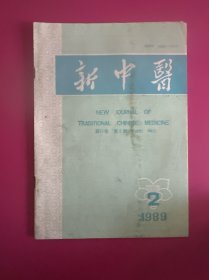 新中醫
NEW JOURNAL OF
TRADITIONAL CHINESE MEDICINE
2
1989